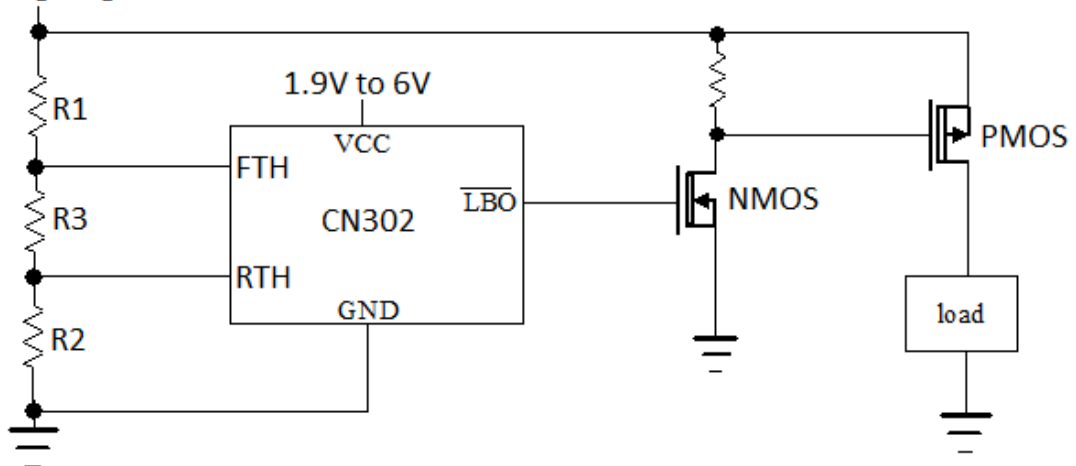 1.9V to 6V
R1
VCC
FTH
PMOS
LBO
NMOS
CN302
R3
RTH
GND
load
R2